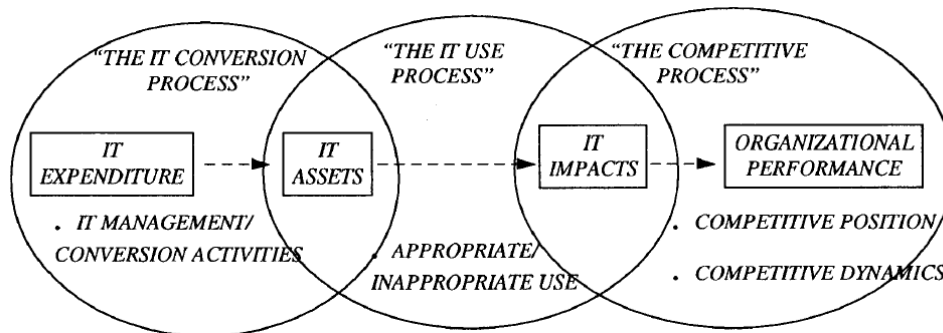 “THE IT CONVERSION
PROCESS”
“THE IT USE
PROCESS”
“THE COMPETITIVE
PROCESS”
IT
EXPENDITURE
IT
ASSETS
IT
IMPACTS
ORGANIZATIONAL
PERFORMANCE
. IT MANAGEMENT/
CONVERSION ACTIVITIES
. APPROPRIATE/
INAPPROPRIATE USE
. COMPETITIVE POSITION/
. COMPETITIVE DYNAMICS